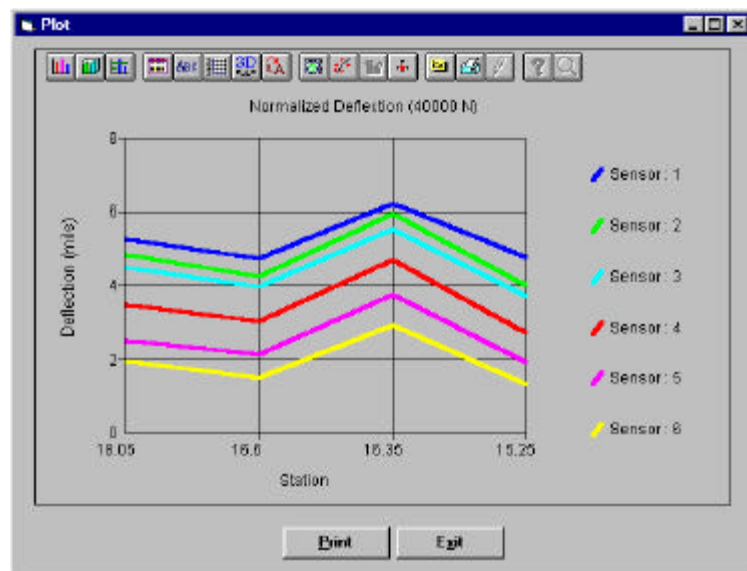 Plot
3D
Normalized Deflection (40000 N)
8
6
4
2
0
Deflection (mils)
18.05
16.6
16.35
15.25
Station
Sensor: 1
Sensor: 2
Sensor: 3
Sensor: 4
Sensor: 5
Sensor: 6
Print
Exit